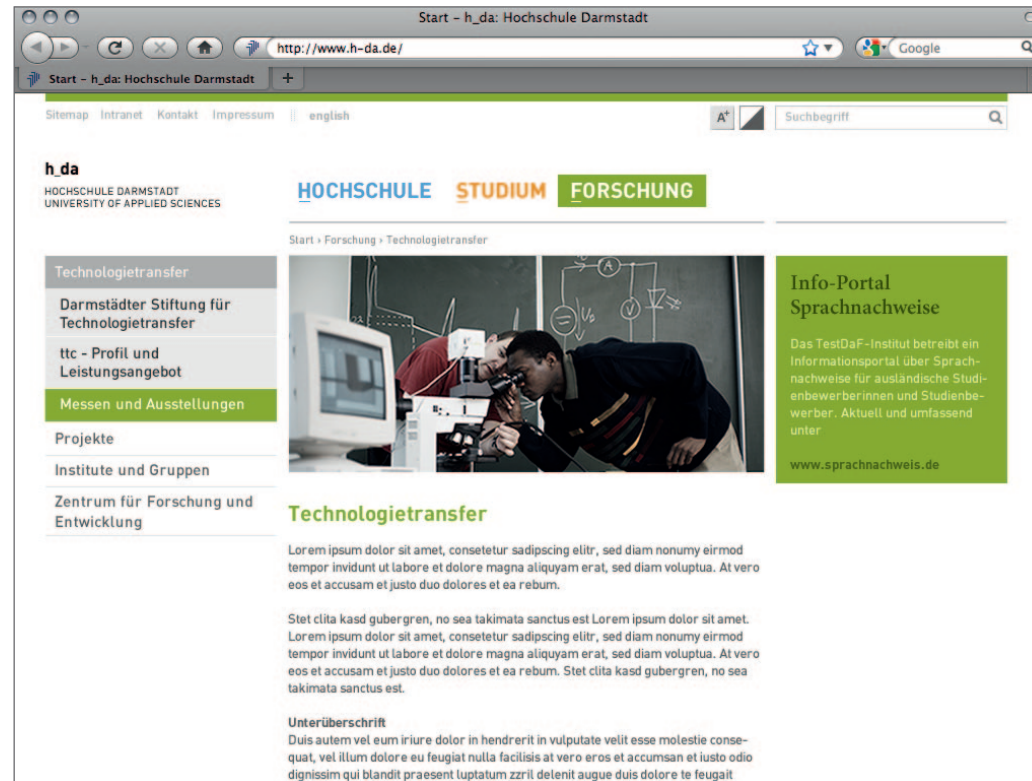 Start – h_da: Hochschule Darmstadt
http://www.h-da.de/
Google
Start – h_da: Hochschule Darmstadt +
Sitemap Intranet Kontakt Impressum || english
A+
Suchbegriff
h_da
HOCHSCHULE DARMSTADT
UNIVERSITY OF APPLIED SCIENCES
HOCHSCHULE STUDIUM FORSCHUNG
Start › Forschung › Technologietransfer
Technologietransfer
Darmstädter Stiftung für
Technologietransfer
ttc - Profil und
Leistungsangebot
Messen und Ausstellungen
Projekte
Institute und Gruppen
Zentrum für Forschung und
Entwicklung
A
V
Info-Portal
Sprachnachweise
Das TestDaF-Institut betreibt ein
Informationsportal über Sprach-
nachweise für ausländische Studi-
enbewerberinnen und Studienbe-
werber. Aktuell und umfassend
unter
www.sprachnachweis.de
Technologietransfer
Lorem ipsum dolor sit amet, consetetur sadipscing elitr, sed diam nonumy eirmod
tempor invidunt ut labore et dolore magna aliquyam erat, sed diam voluptua. At vero
eos et accusam et justo duo dolores et ea rebum.
Stet clita kasd gubergren, no sea takimata sanctus est Lorem ipsum dolor sit amet.
Lorem ipsum dolor sit amet, consetetur sadipscing elitr, sed diam nonumy eirmod
tempor invidunt ut labore et dolore magna aliquyam erat, sed diam voluptua. At vero
eos et accusam et justo duo dolores et ea rebum. Stet clita kasd gubergren, no sea
takimata sanctus est.
Unterüberschrift
Duis autem vel eum iriure dolor in hendrerit in vulputate velit esse molestie conse-
quat, vel illum dolore eu feugiat nulla facilisis at vero eros et accumsan et iusto odio
dignissim qui blandit praesent luptatum zzril delenit augue duis dolore te feugait